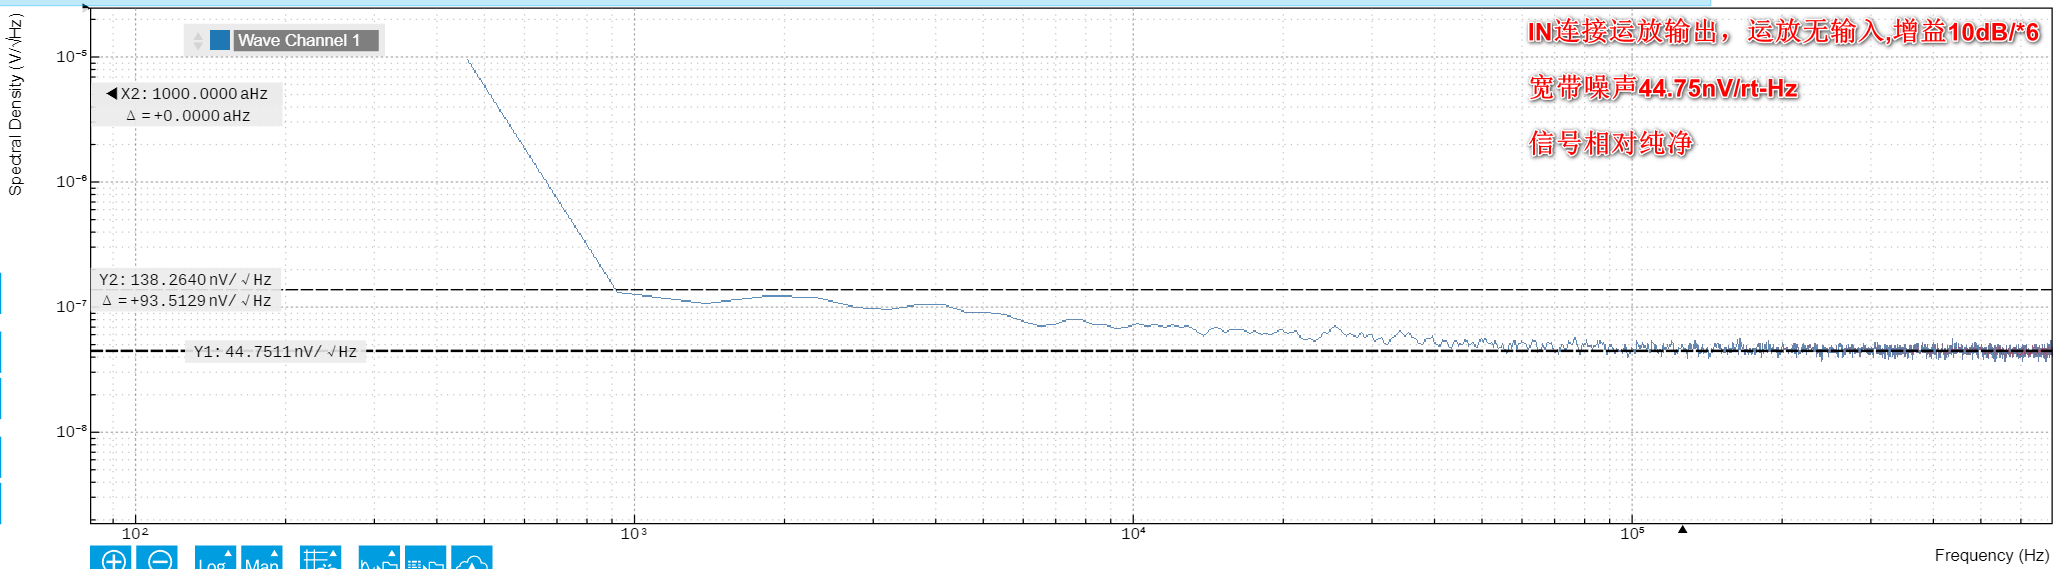 IN连接运放输出，运放无输入,增益10dB/*6
宽带噪声44.75nV/rt-Hz
信号相对纯净
Wave Channel 1
Spectral Density (V/√Hz)
10⁻⁵
X2: 1000.0000 aHz
Δ = +0.0000 aHz
10⁻⁶
Y2: 138.2640 nV/√Hz
Δ = +93.5129 nV/√Hz
10⁻⁷
Y1: 44.7511 nV/√Hz
10⁻⁸
10² 10³ 10⁴ 10⁵
Frequency (Hz)
Log Man